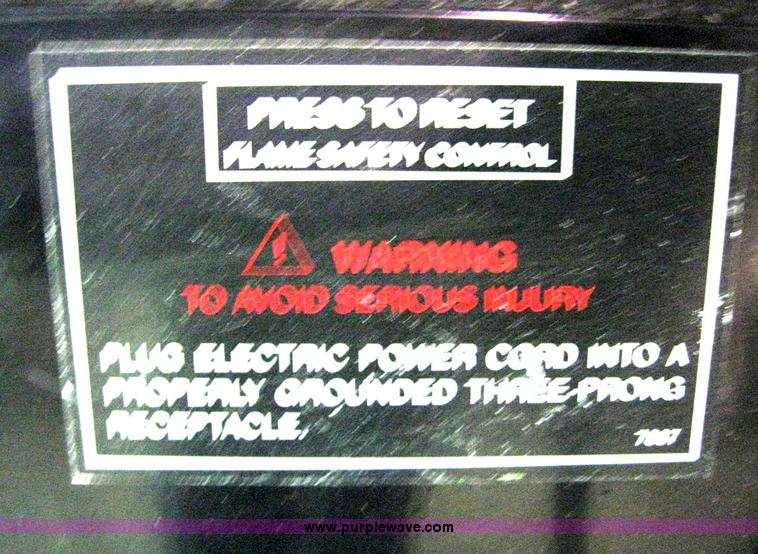 PRESS TO RESET
FLAME SAFETY CONTROL
WARNING
TO AVOID SERIOUS INJURY
PLUG ELECTRIC POWER CORD INTO A
PROPERLY GROUNDED THREE-PRONG
RECEPTACLE.
www.purplewave.com